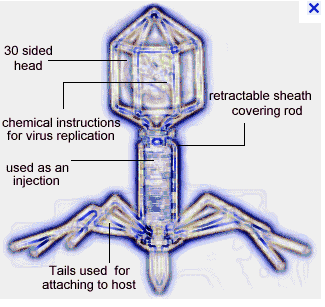 30 sided
head
chemical instructions
for virus replication
retractable sheath
covering rod
used as an
injection
Tails used for
attaching to host